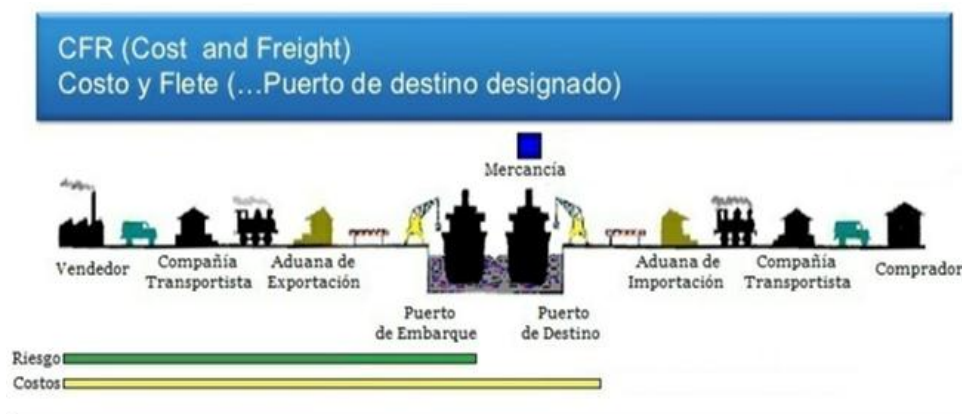 CFR (Cost and Freight)
Costo y Flete (...Puerto de destino designado)
Mercancía
Vendedor
Compañía
Transportista
Aduana de
Exportación
Aduana de
Importación
Compañía
Transportista
Comprador
Puerto
de Embarque
Puerto
de Destino
Riesgo
Costos